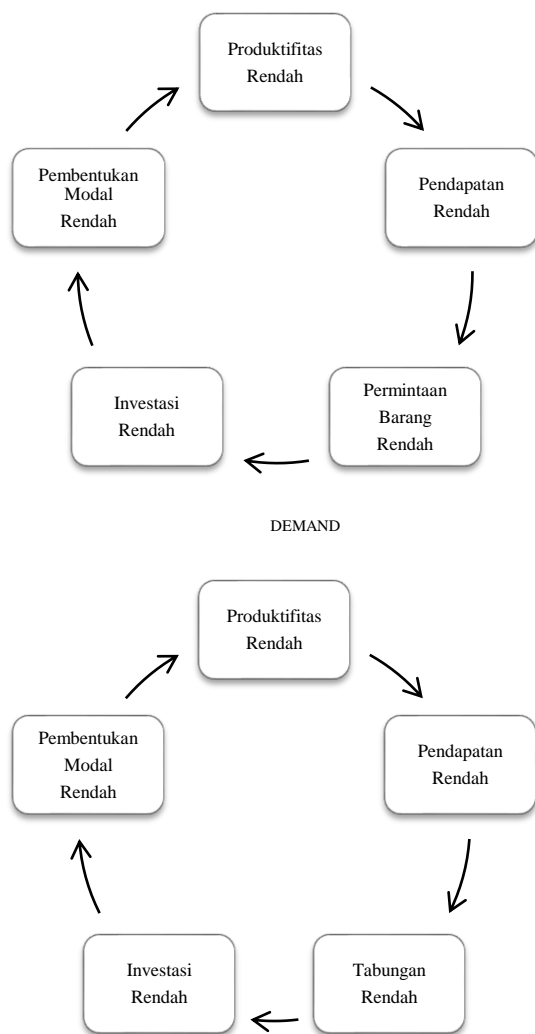 Produktifitas
Rendah
Pendapatan
Rendah
Permintaan
Barang
Rendah
Investasi
Rendah
Pembentukan
Modal
Rendah
DEMAND
Produktifitas
Rendah
Pendapatan
Rendah
Tabungan
Rendah
Investasi
Rendah
Pembentukan
Modal
Rendah